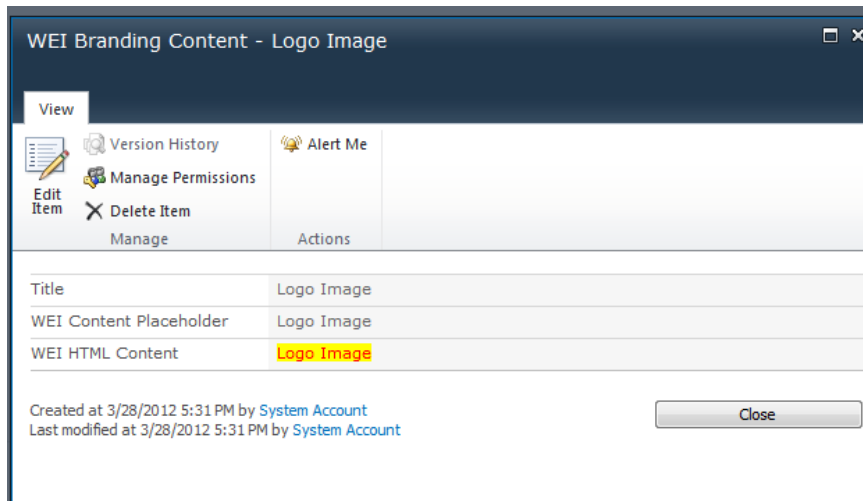 WEI Branding Content - Logo Image
View
Edit Item
Version History
Manage Permissions
Delete Item
Manage
Alert Me
Actions
Title Logo Image
WEI Content Placeholder Logo Image
WEI HTML Content Logo Image
Created at 3/28/2012 5:31 PM by System Account
Last modified at 3/28/2012 5:31 PM by System Account
Close